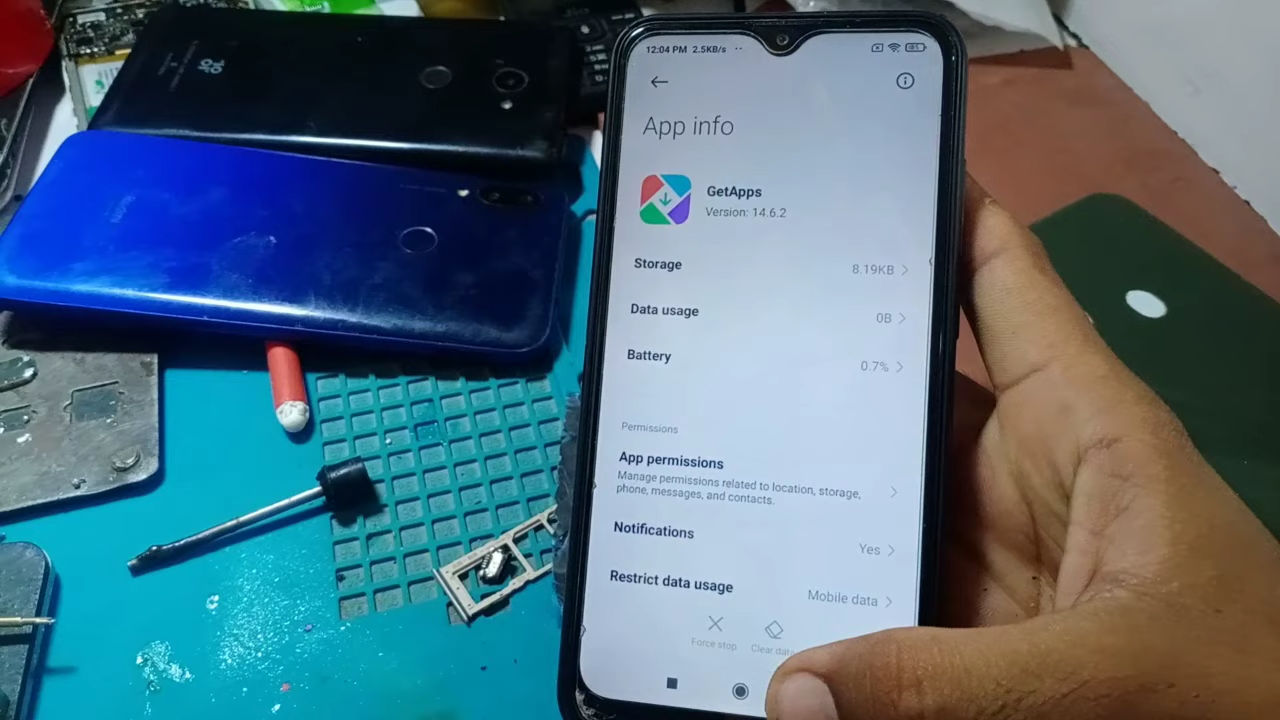 12:04 PM 2.5KB/s ··
App info
GetApps
Version: 14.6.2
Storage
8.19KB
Data usage
0B
Battery
0.7%
Permissions
App permissions
Manage permissions related to location, storage,
phone, messages, and contacts.
Notifications
Yes
Restrict data usage
Mobile data
Force stop
Clear data